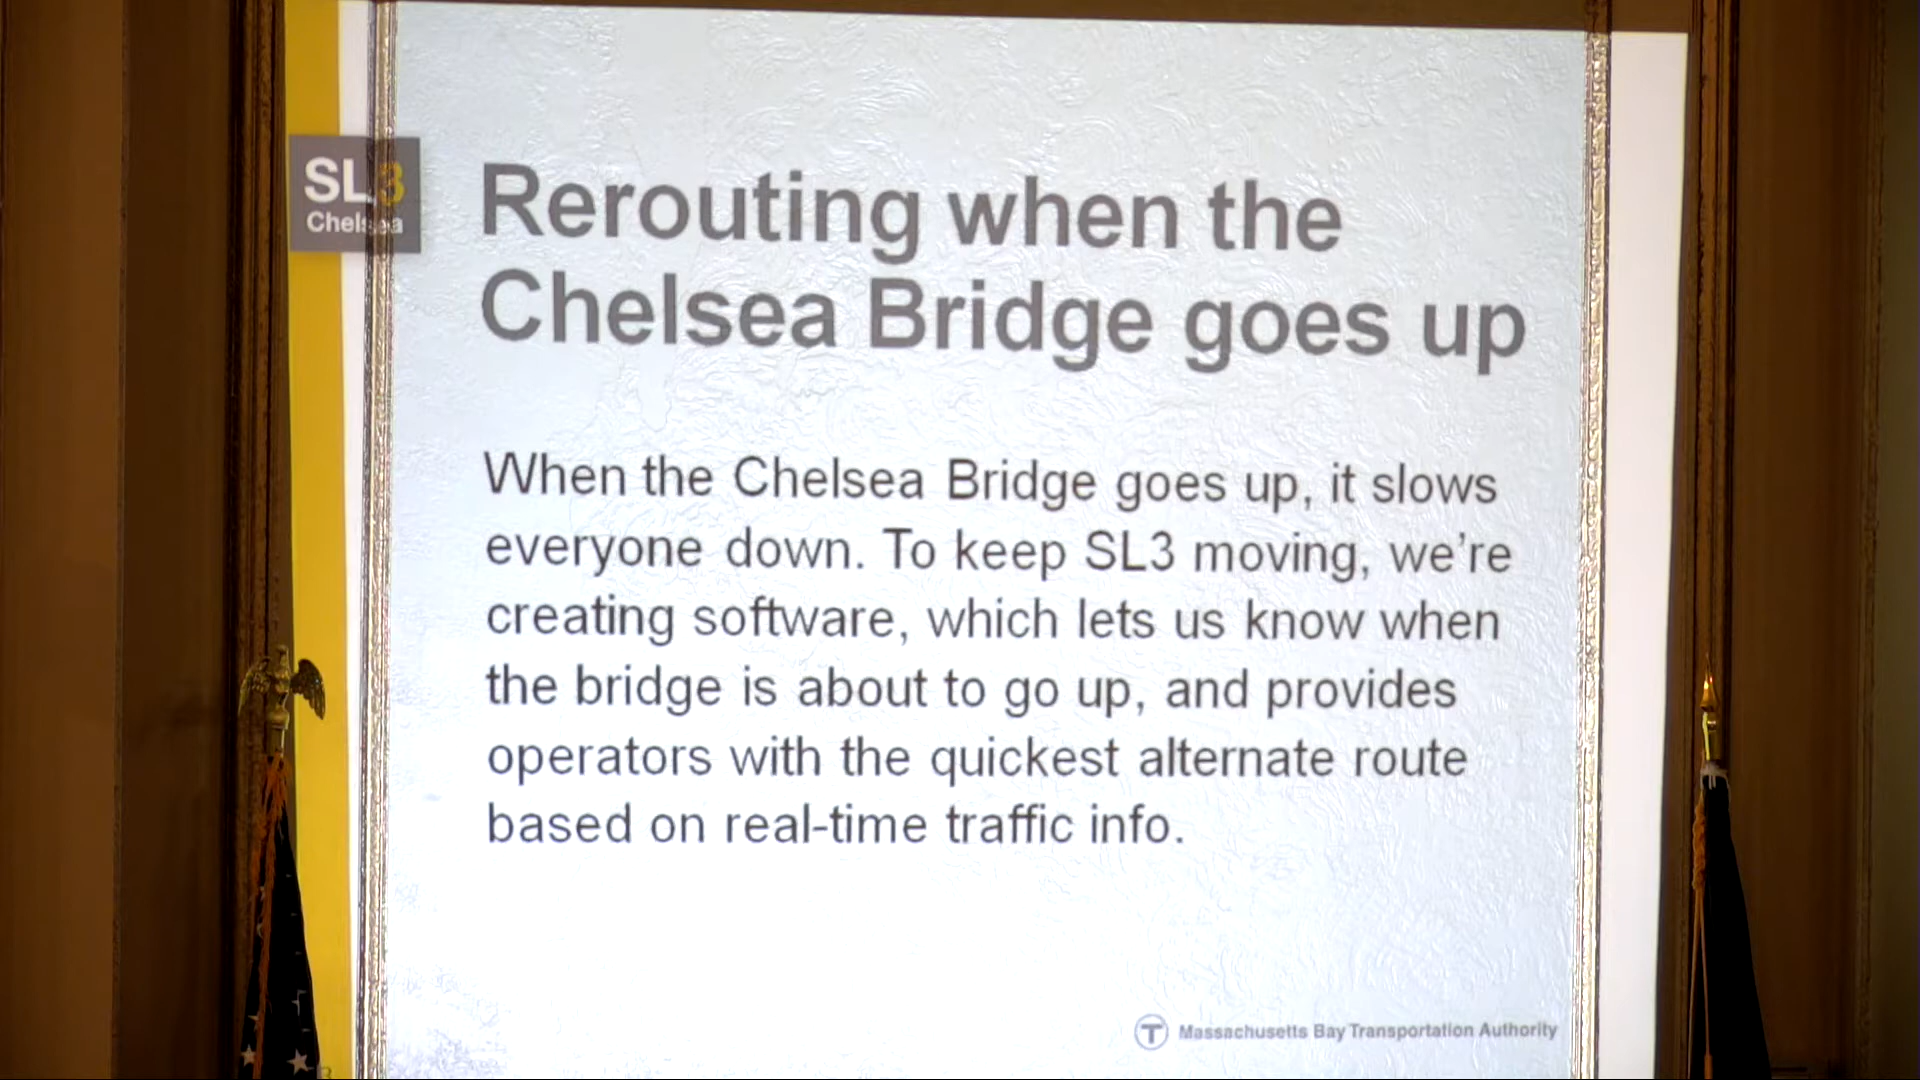 SL3
Chelsea
Rerouting when the
Chelsea Bridge goes up
When the Chelsea Bridge goes up, it slows
everyone down. To keep SL3 moving, we’re
creating software, which lets us know when
the bridge is about to go up, and provides
operators with the quickest alternate route
based on real-time traffic info.
T Massachusetts Bay Transportation Authority